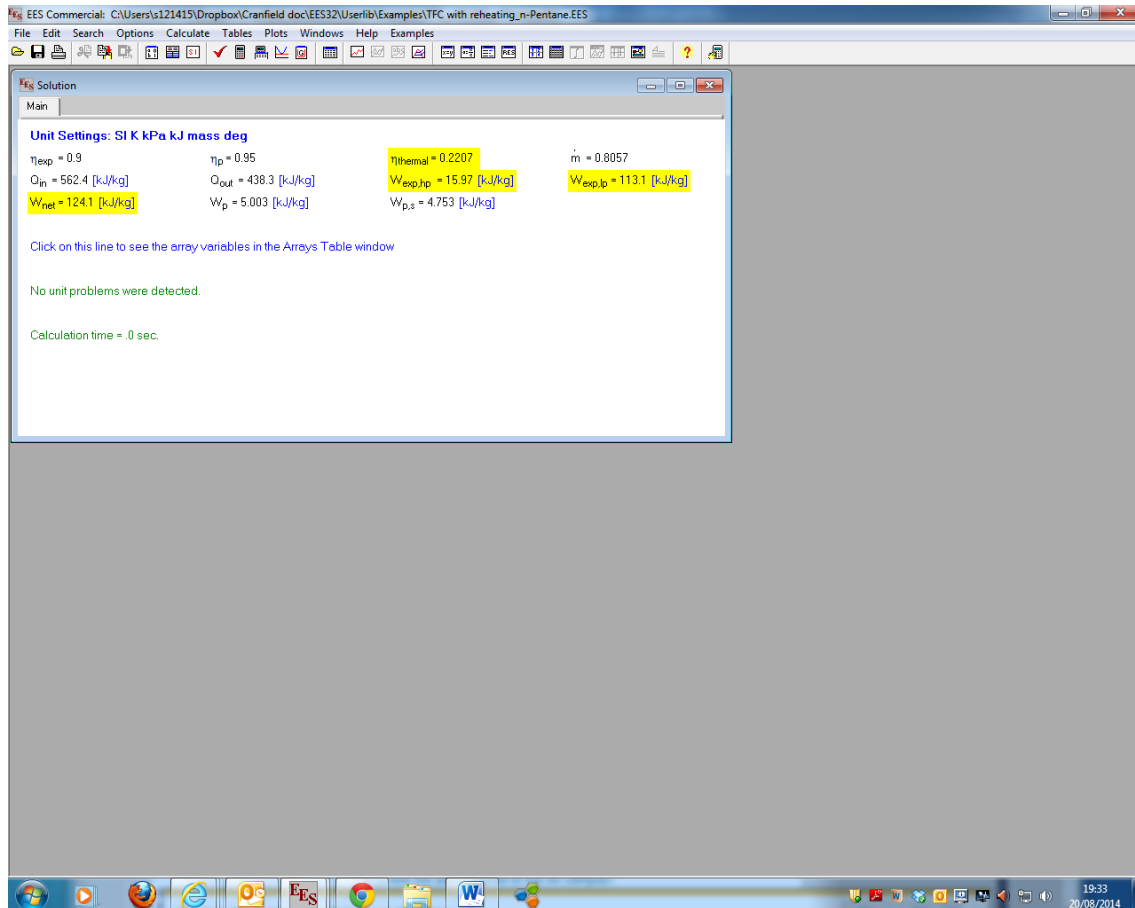 EES Commercial: C:\Users\s121415\Dropbox\Cranfield doc\EES32\Userlib\Examples\TFC with reheating_n-Pentane.EES
File Edit Search Options Calculate Tables Plots Windows Help Examples
EES Solution
Main
Unit Settings: SI K kPa kJ mass deg
ηexp = 0.9 ηp = 0.95 ηthermal = 0.2207 ṁ = 0.8057
Qin = 562.4 [kJ/kg] Qout = 438.3 [kJ/kg] Wexp,hp = 15.97 [kJ/kg] Wexp,lp = 113.1 [kJ/kg]
Wnet = 124.1 [kJ/kg] Wp = 5.003 [kJ/kg] Wp,s = 4.753 [kJ/kg]
Click on this line to see the array variables in the Arrays Table window
No unit problems were detected.
Calculation time = .0 sec.
EES
19:33
20/08/2014